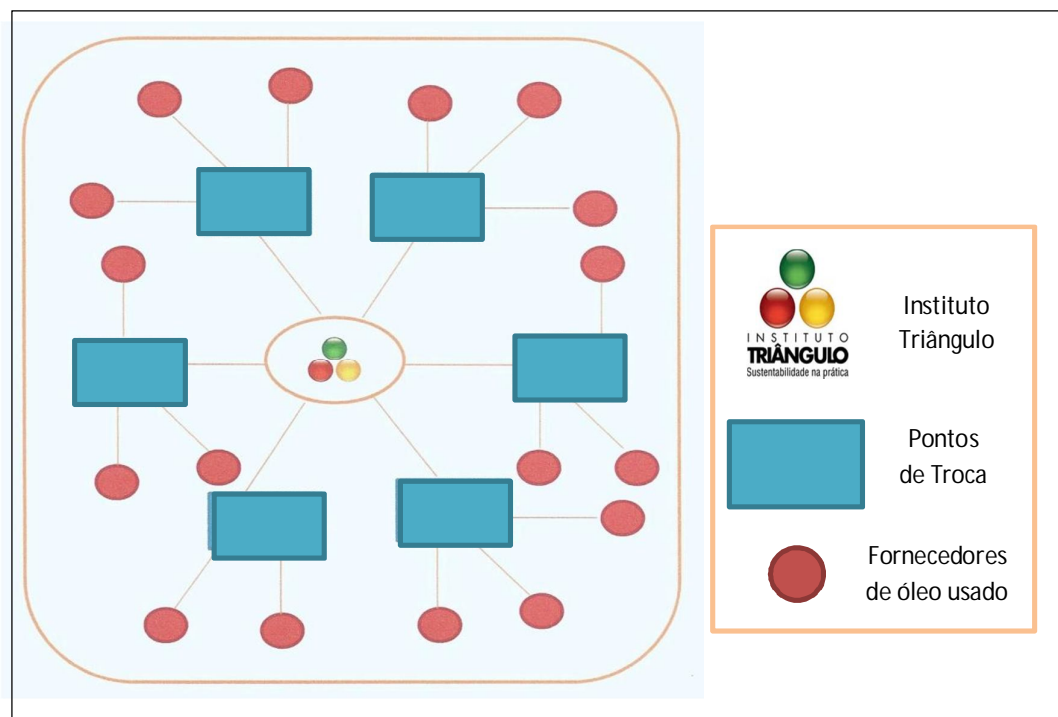 Instituto
Triângulo
INSTITUTO
TRIÂNGULO
Sustentabilidade na prática
Pontos
de Troca
Fornecedores
de óleo usado